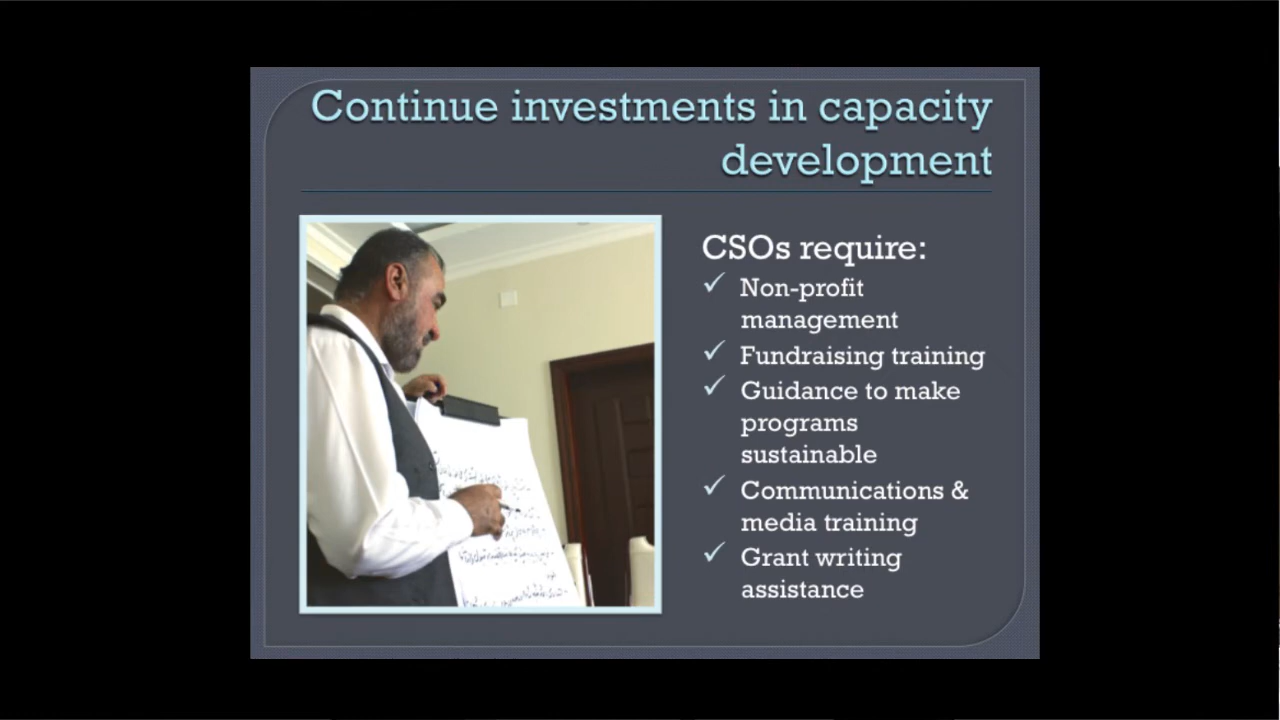 Continue investments in capacity
development
CSOs require:
✓ Non-profit
management
✓ Fundraising training
✓ Guidance to make
programs
sustainable
✓ Communications &
media training
✓ Grant writing
assistance